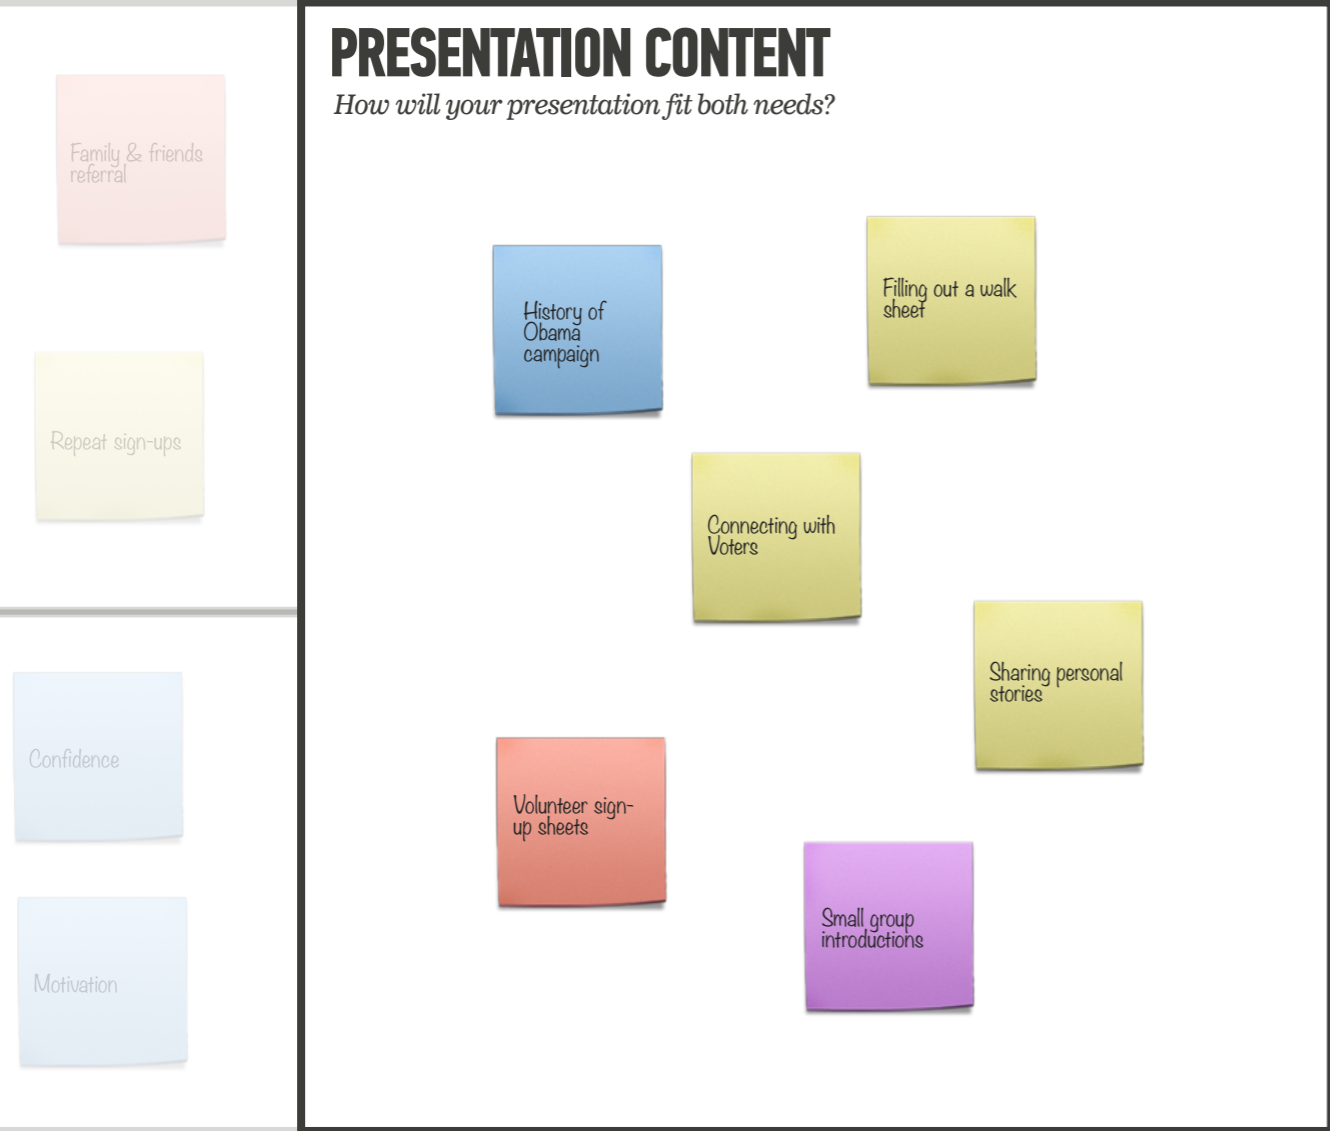 PRESENTATION CONTENT
How will your presentation fit both needs?
Family & friends
referral
Repeat sign-ups
Confidence
Motivation
History of
Obama
campaign
Filling out a walk
sheet
Connecting with
Voters
Sharing personal
stories
Volunteer sign-
up sheets
Small group
introductions